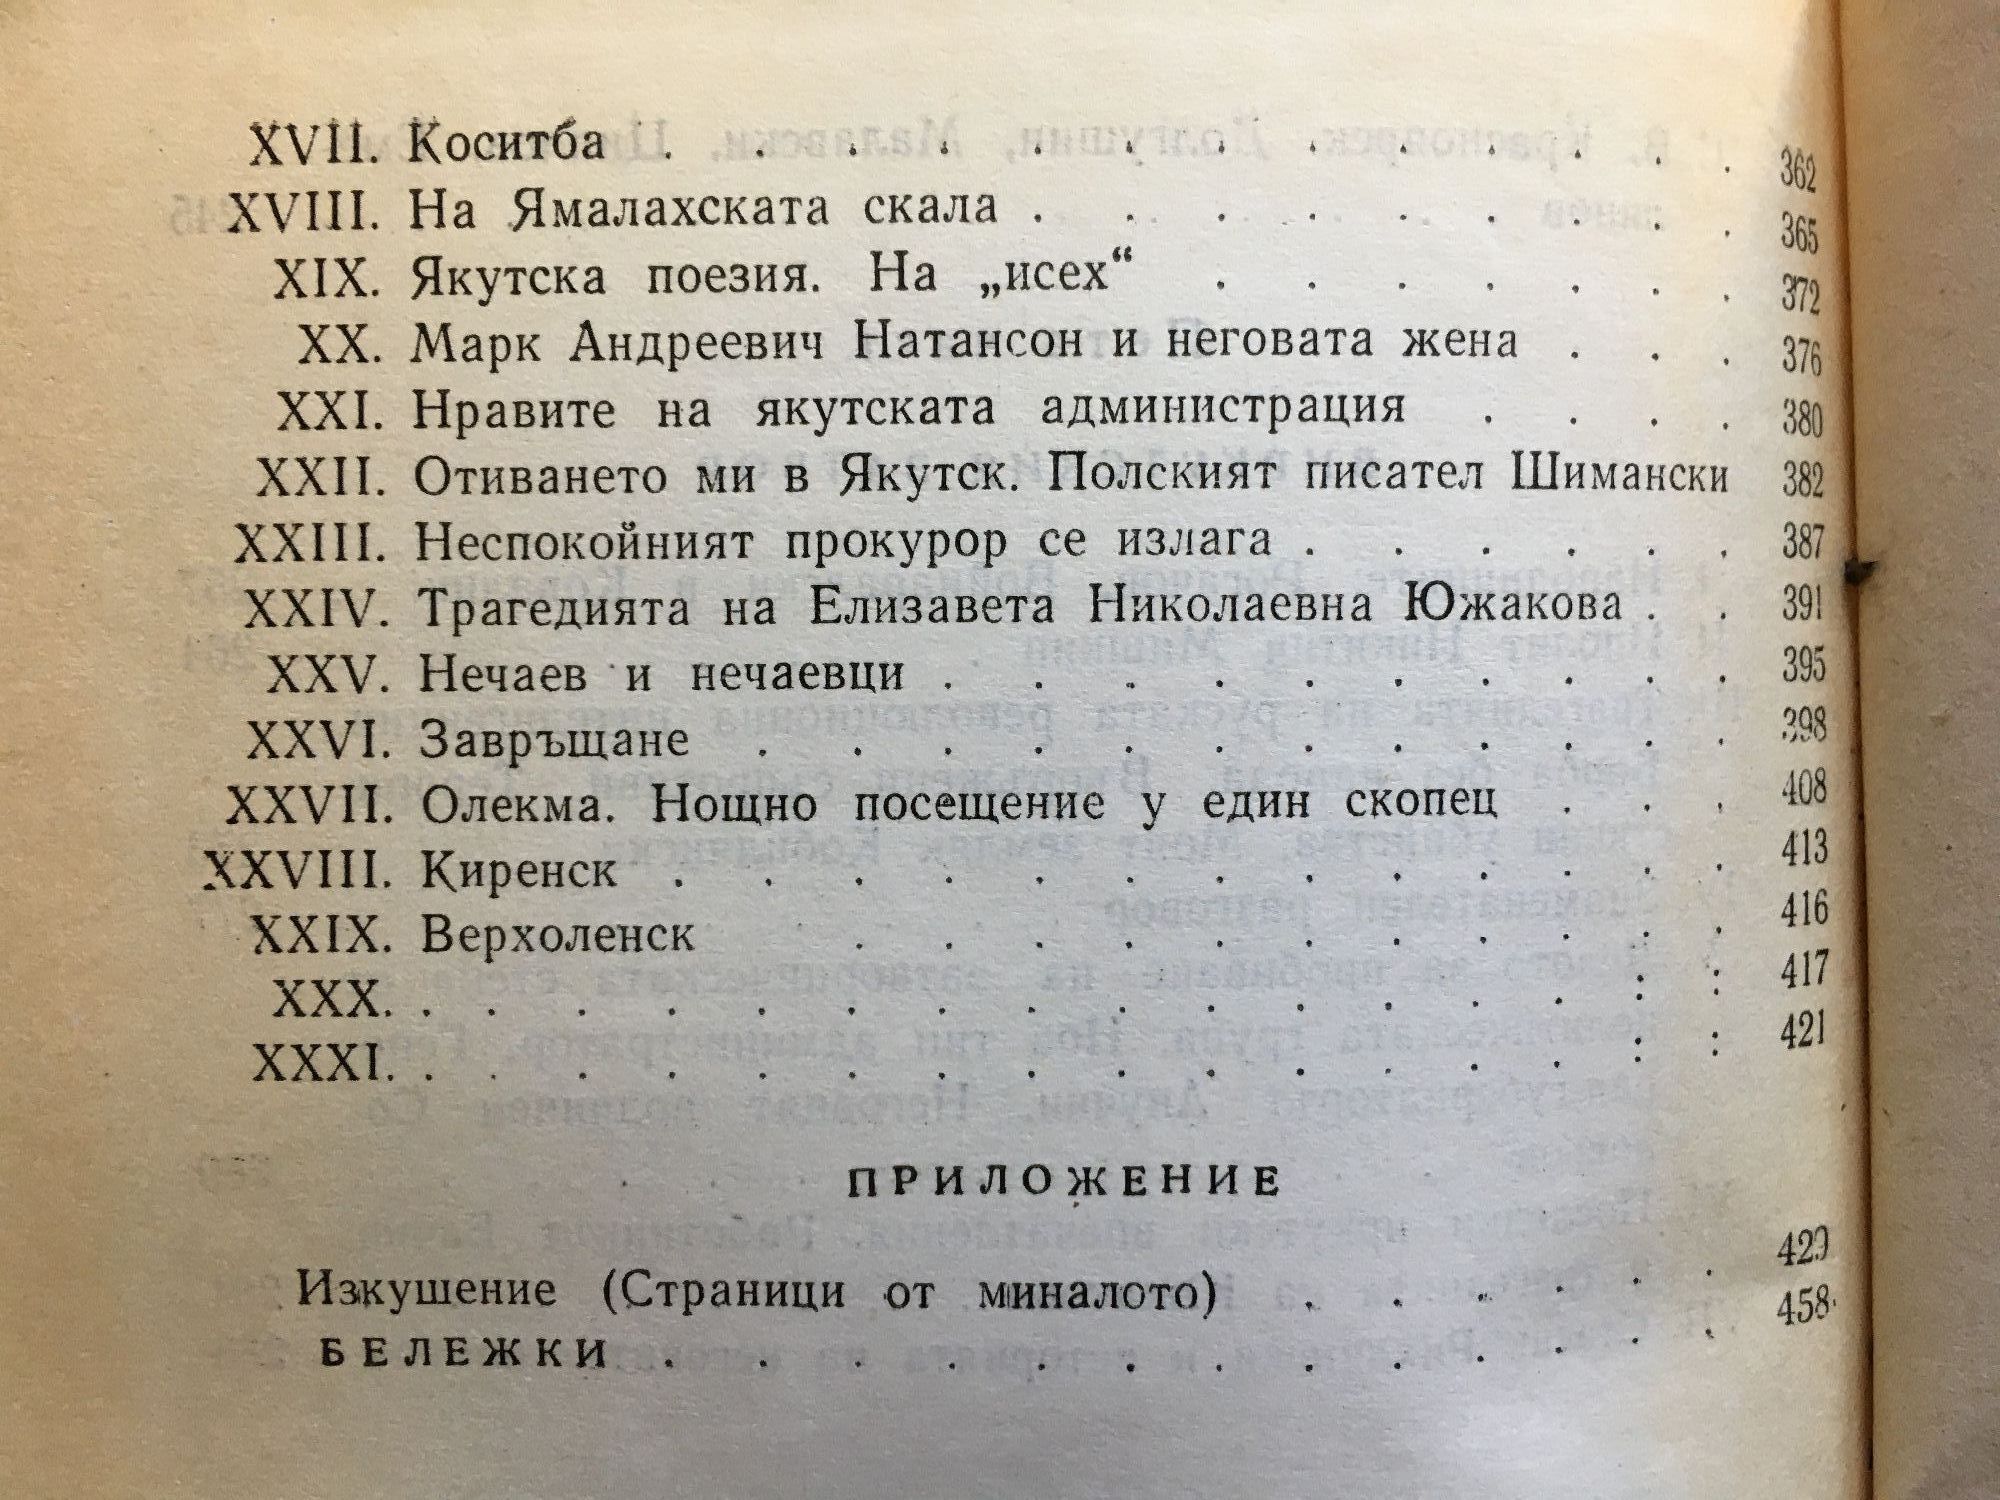 XVII. Коситба . . . . . . . . . . . . 362
XVIII. На Ямалахската скала . . . . . . . . . 365
XIX. Якутска поезия. На „исех“ . . . . . . . 372
XX. Марк Андреевич Натансон и неговата жена . . . 376
XXI. Нравите на якутската администрация . . . . 380
XXII. Отиването ми в Якутск. Полският писател Шимански 382
XXIII. Неспокойният прокурор се излага . . . . . . 387
XXIV. Трагедията на Елизавета Николаевна Южакова . . 391
XXV. Нечаев и нечаевци . . . . . . . . . . 395
XXVI. Завръщане . . . . . . . . . . . . 398
XXVII. Олекма. Нощно посещение у един скопец . . . 408
XXVIII. Киренск . . . . . . . . . . . . . 413
XXIX. Верхоленск . . . . . . . . . . . 416
XXX. . . . . . . . . . . . . . . . . 417
XXXI. . . . . . . . . . . . . . . . . 421
ПРИЛОЖЕНИЕ
Изкушение (Страници от миналото) . . . . . . 429
БЕЛЕЖКИ . . . . . . . . . . . . . 458